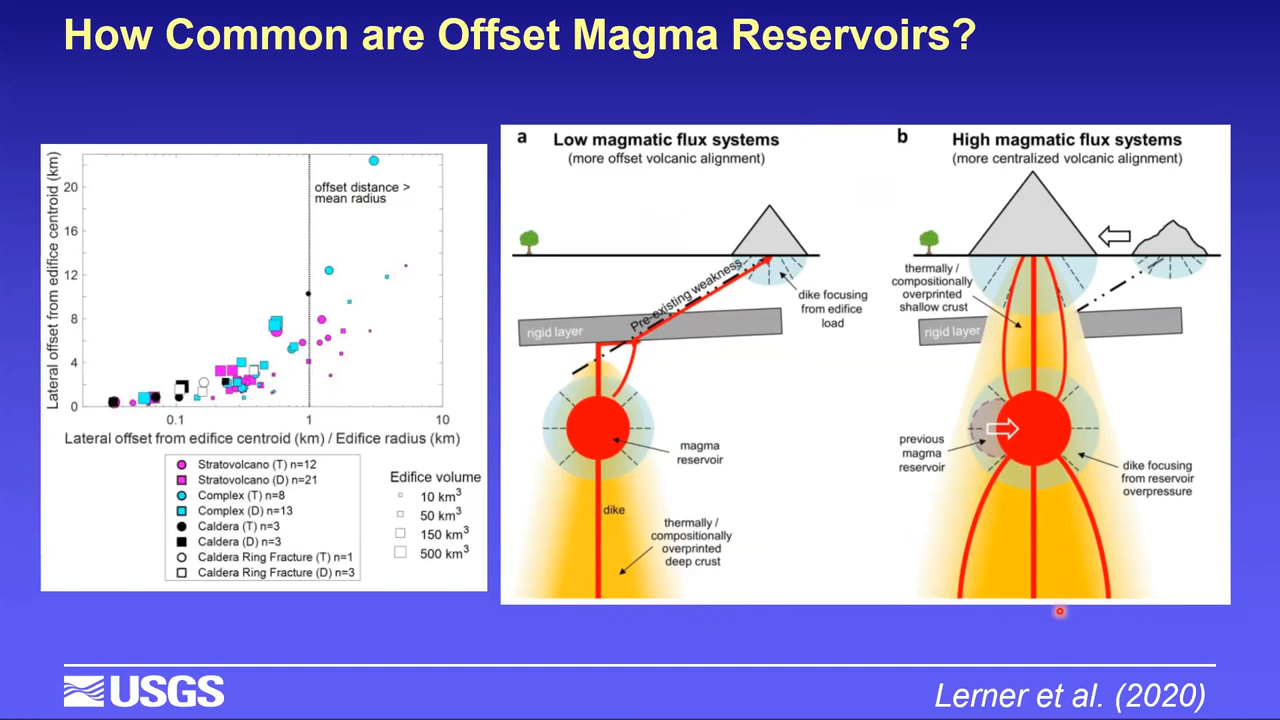 How Common are Offset Magma Reservoirs?
Lateral offset from edifice centroid (km)
20
16
12
8
4
0
offset distance >
mean radius
0.1
1
10
Lateral offset from edifice centroid (km) / Edifice radius (km)
Stratovolcano (T) n=12
Stratovolcano (D) n=21
Complex (T) n=8
Complex (D) n=13
Caldera (T) n=3
Caldera (D) n=3
Caldera Ring Fracture (T) n=1
Caldera Ring Fracture (D) n=3
Edifice volume
10 km³
50 km³
150 km³
500 km³
a
Low magmatic flux systems
(more offset volcanic alignment)
Pre-existing weakness
rigid layer
dike focusing
from edifice
load
magma
reservoir
dike
thermally /
compositionally
overprinted
deep crust
b
High magmatic flux systems
(more centralized volcanic alignment)
thermally /
compositionally
overprinted
shallow crust
rigid layer
previous
magma
reservoir
dike focusing
from reservoir
overpressure
USGS
Lerner et al. (2020)